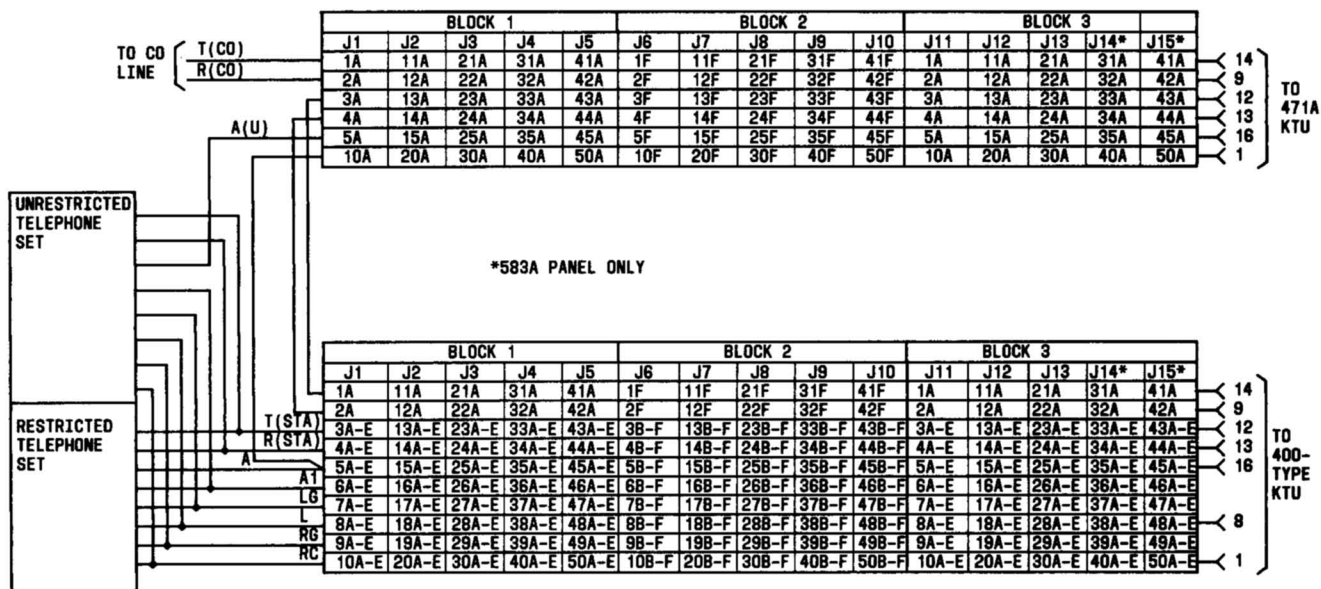 BLOCK 1 BLOCK 2 BLOCK 3
J1 J2 J3 J4 J5 J6 J7 J8 J9 J10 J11 J12 J13 J14* J15*
TO CO LINE T(CO) 1A 11A 21A 31A 41A 1F 11F 21F 31F 41F 1A 11A 21A 31A 41A 14
R(CO) 2A 12A 22A 32A 42A 2F 12F 22F 32F 42F 2A 12A 22A 32A 42A 9
3A 13A 23A 33A 43A 3F 13F 23F 33F 43F 3A 13A 23A 33A 43A 12
4A 14A 24A 34A 44A 4F 14F 24F 34F 44F 4A 14A 24A 34A 44A 13
A(U) 5A 15A 25A 35A 45A 5F 15F 25F 35F 45F 5A 15A 25A 35A 45A 16
10A 20A 30A 40A 50A 10F 20F 30F 40F 50F 10A 20A 30A 40A 50A 1
TO
471A
KTU
UNRESTRICTED
TELEPHONE
SET
*583A PANEL ONLY
BLOCK 1 BLOCK 2 BLOCK 3
J1 J2 J3 J4 J5 J6 J7 J8 J9 J10 J11 J12 J13 J14* J15*
1A 11A 21A 31A 41A 1F 11F 21F 31F 41F 1A 11A 21A 31A 41A 14
2A 12A 22A 32A 42A 2F 12F 22F 32F 42F 2A 12A 22A 32A 42A 9
T(STA) 3A-E 13A-E 23A-E 33A-E 43A-E 3B-F 13B-F 23B-F 33B-F 43B-F 3A-E 13A-E 23A-E 33A-E 43A-E 12
R(STA) 4A-E 14A-E 24A-E 34A-E 44A-E 4B-F 14B-F 24B-F 34B-F 44B-F 4A-E 14A-E 24A-E 34A-E 44A-E 13
A 5A-E 15A-E 25A-E 35A-E 45A-E 5B-F 15B-F 25B-F 35B-F 45B-F 5A-E 15A-E 25A-E 35A-E 45A-E 16
A1 6A-E 16A-E 26A-E 36A-E 46A-E 6B-F 16B-F 26B-F 36B-F 46B-F 6A-E 16A-E 26A-E 36A-E 46A-E
LG 7A-E 17A-E 27A-E 37A-E 47A-E 7B-F 17B-F 27B-F 37B-F 47B-F 7A-E 17A-E 27A-E 37A-E 47A-E
L 8A-E 18A-E 28A-E 38A-E 48A-E 8B-F 18B-F 28B-F 38B-F 48B-F 8A-E 18A-E 28A-E 38A-E 48A-E 8
RG 9A-E 19A-E 29A-E 39A-E 49A-E 9B-F 19B-F 29B-F 39B-F 49B-F 9A-E 19A-E 29A-E 39A-E 49A-E
RC 10A-E 20A-E 30A-E 40A-E 50A-E 10B-F 20B-F 30B-F 40B-F 50B-F 10A-E 20A-E 30A-E 40A-E 50A-E 1
TO
400-
TYPE
KTU
RESTRICTED
TELEPHONE
SET